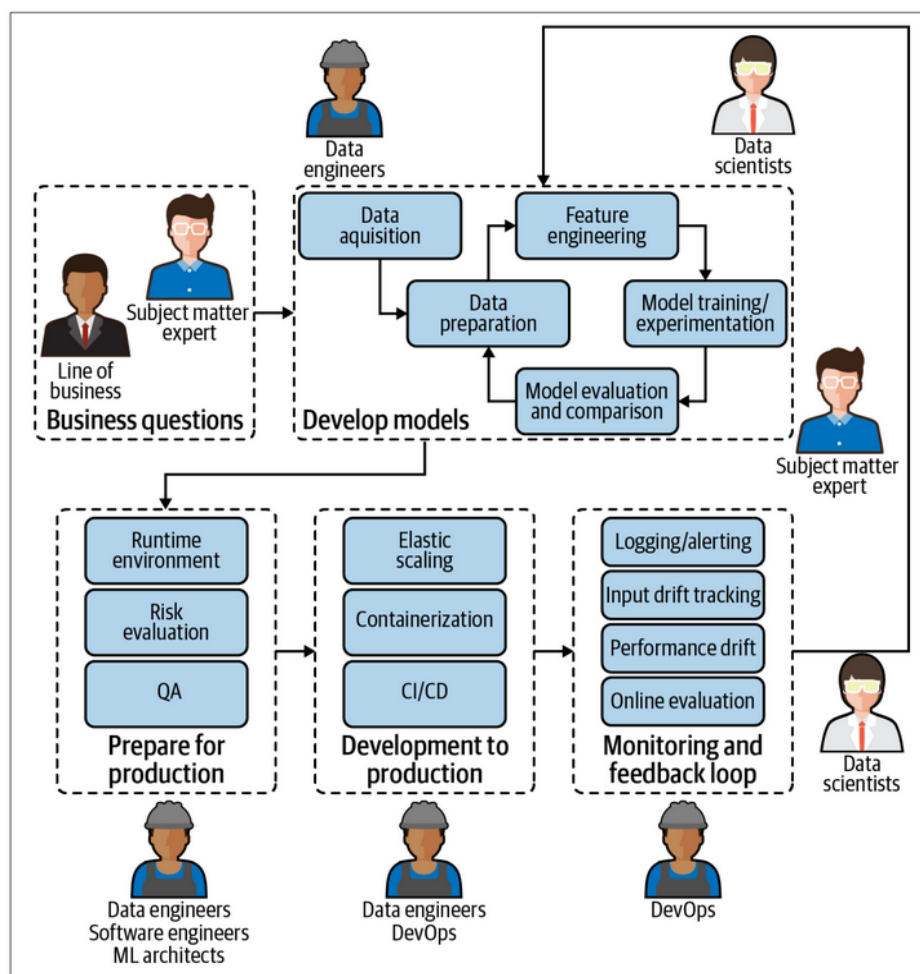 Data
engineers
Data
scientists
Subject matter
expert
Line of
business
Business questions
Data
aquisition
Feature
engineering
Data
preparation
Model training/
experimentation
Model evaluation
and comparison
Develop models
Subject matter
expert
Runtime
environment
Risk
evaluation
QA
Prepare for
production
Elastic
scaling
Containerization
CI/CD
Development to
production
Logging/alerting
Input drift tracking
Performance drift
Online evaluation
Monitoring and
feedback loop
Data
scientists
Data engineers
Software engineers
ML architects
Data engineers
DevOps
DevOps